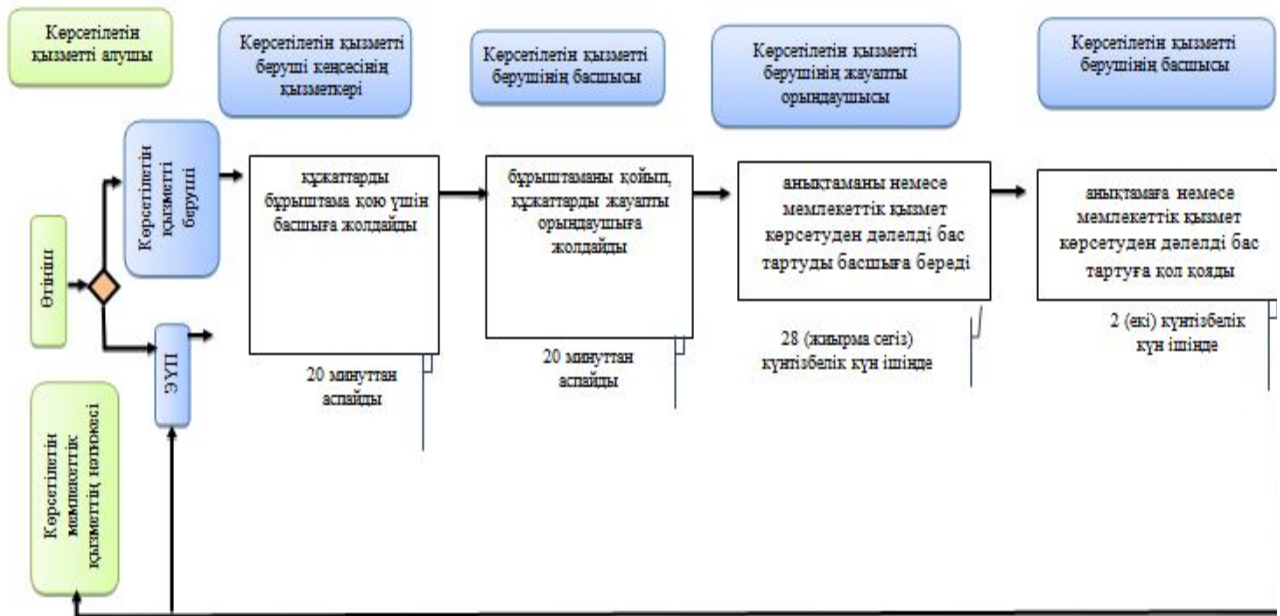 Көрсетілетін
қызметті алушы
Көрсетілетін қызметті
беруші кеңсесінің
қызметкері
Көрсетілетін қызметті
берушінің басшысы
Көрсетілетін қызметті
берушінің жауапты
орындаушысы
Көрсетілетін қызметті
берушінің басшысы
Өтініш
Көрсетілетін
қызметті
беруші
ЭҮП
құжаттарды
бұрыштама қою үшін
басшыға жолдайды
20 минуттан
аспайды
бұрыштаманы қойып,
құжаттарды жауапты
орындаушыға
жолдайды
20 минуттан
аспайды
анықтаманы немесе
мемлекеттік қызмет
көрсетуден дәлелді бас
тартуды басшыға береді
28 (жиырма сегіз)
күнтізбелік күн ішінде
анықтамаға немесе
мемлекеттік қызмет
көрсетуден дәлелді бас
тартуға қол қояды
2 (екі) күнтізбелік
күн ішінде
Көрсетілетін
мемлекеттік
қызметтің нәтижесі